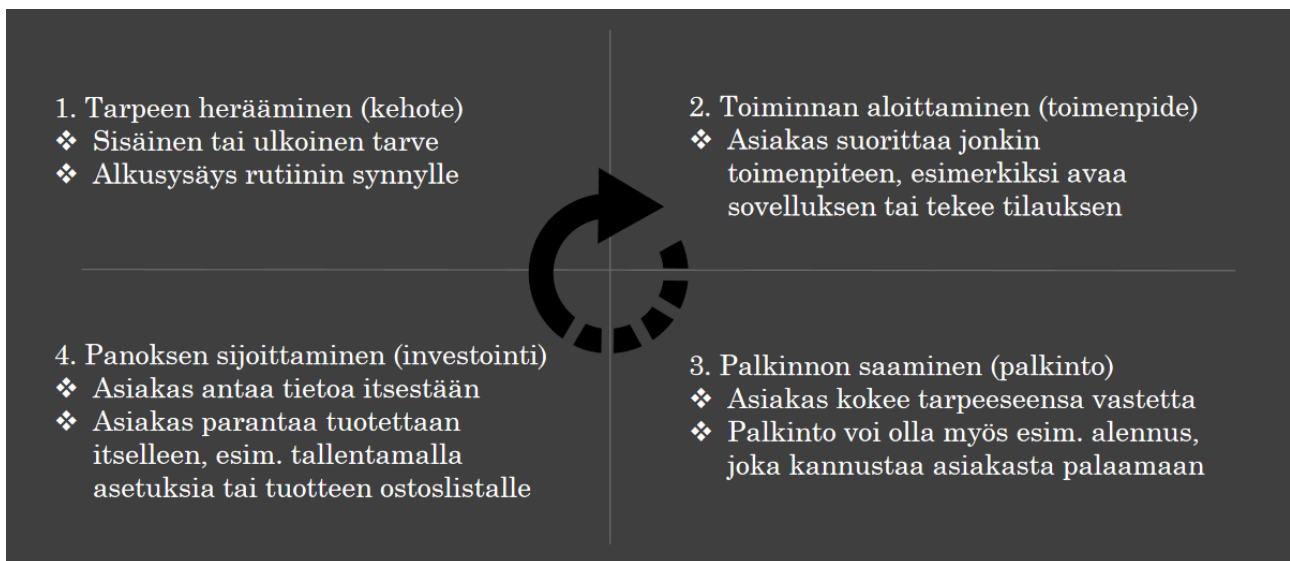 1. Tarpeen herääminen (kehote)
❖ Sisäinen tai ulkoinen tarve
❖ Alkusysäys rutiinin synnylle
2. Toiminnan aloittaminen (toimenpide)
❖ Asiakas suorittaa jonkin
toimenpiteen, esimerkiksi avaa
sovelluksen tai tekee tilauksen
3. Palkinnon saaminen (palkinto)
❖ Asiakas kokee tarpeeseensa vastetta
❖ Palkinto voi olla myös esim. alennus,
joka kannustaa asiakasta palaamaan
4. Panoksen sijoittaminen (investointi)
❖ Asiakas antaa tietoa itsestään
❖ Asiakas parantaa tuotettaan
itselleen, esim. tallentamalla
asetuksia tai tuotteen ostoslistalle